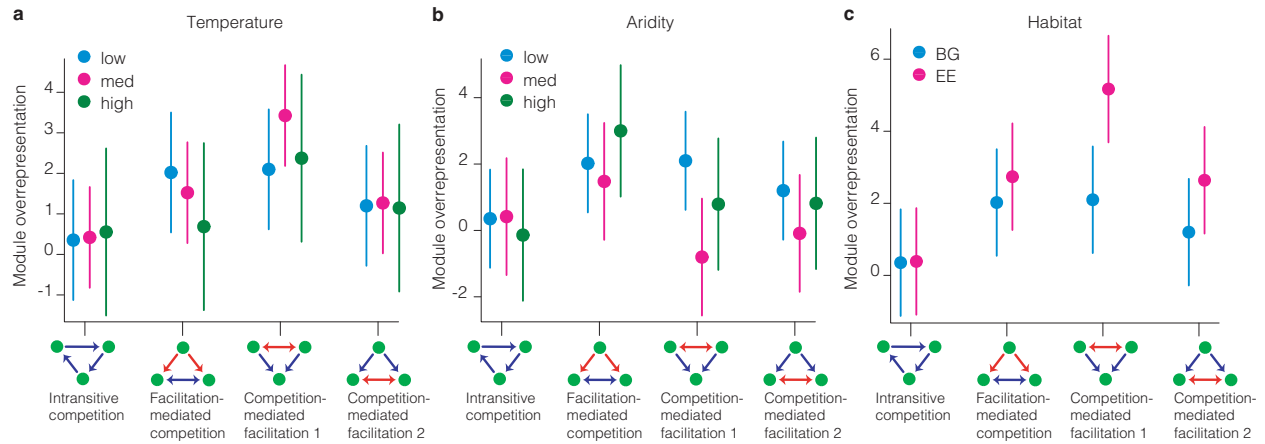 a
Temperature
low
med
high
Module overrepresentation
4
3
2
1
0
-1
Intransitive
competition
Facilitation-
mediated
competition
Competition-
mediated
facilitation 1
Competition-
mediated
facilitation 2
b
Aridity
low
med
high
Module overrepresentation
4
2
0
-2
Intransitive
competition
Facilitation-
mediated
competition
Competition-
mediated
facilitation 1
Competition-
mediated
facilitation 2
c
Habitat
BG
EE
Module overrepresentation
6
4
2
0
Intransitive
competition
Facilitation-
mediated
competition
Competition-
mediated
facilitation 1
Competition-
mediated
facilitation 2